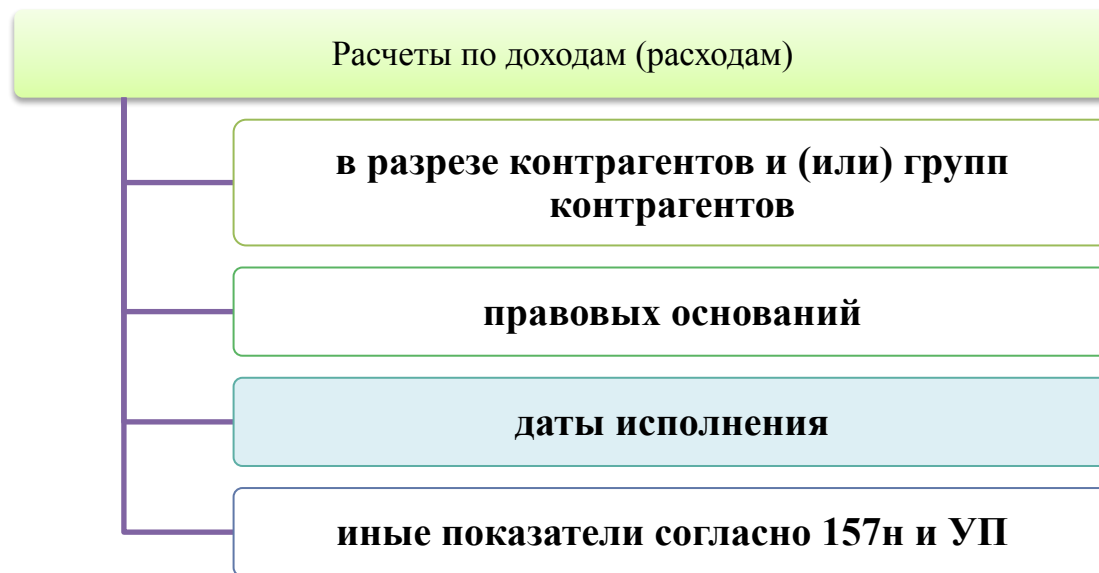 Расчеты по доходам (расходам)
в разрезе контрагентов и (или) групп
контрагентов
правовых оснований
даты исполнения
иные показатели согласно 157н и УП